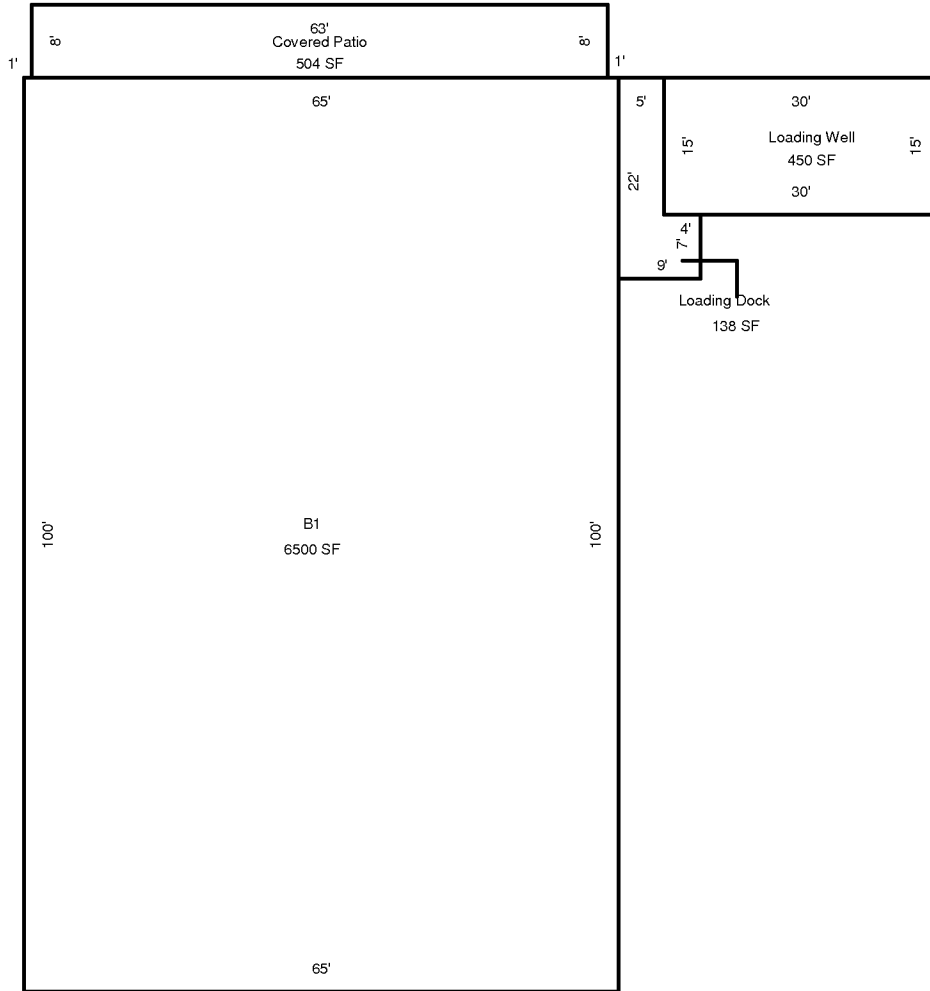 63'
8'
Covered Patio
8'
504 SF
1'
1'
65'
5'
30'
15'
Loading Well
15'
450 SF
22'
30'
4'
7'
9'
Loading Dock
138 SF
100'
B1
100'
6500 SF
65'